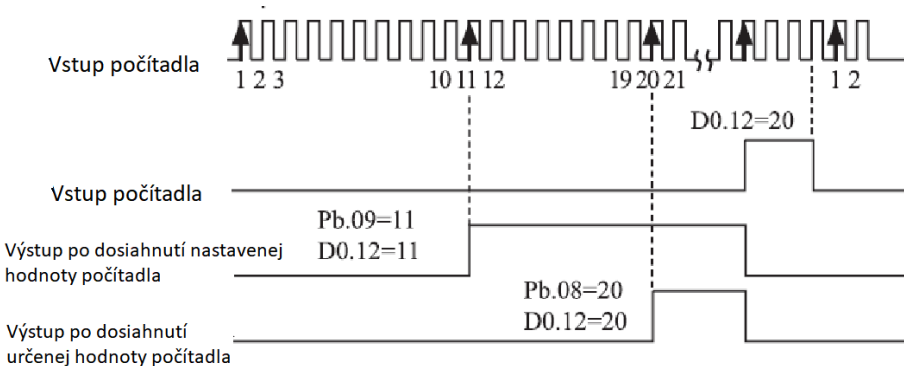 Vstup počítadla
1 2 3
10 11 12
19 20 21
1 2
D0.12=20
Vstup počítadla
Pb.09=11
D0.12=11
Výstup po dosiahnutí nastavenej
hodnoty počítadla
Pb.08=20
D0.12=20
Výstup po dosiahnutí
určenej hodnoty počítadla